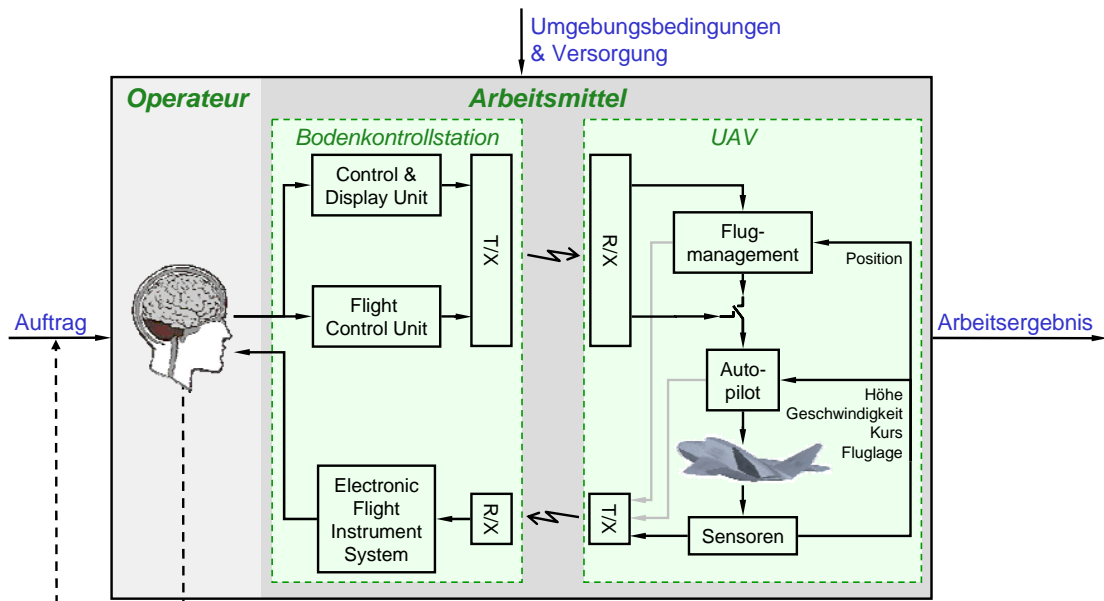 Umgebungsbedingungen
& Versorgung
Operateur
Arbeitsmittel
Bodenkontrollstation
UAV
Control &
Display Unit
T/X
R/X
Flug-
management
Position
Flight
Control Unit
Auftrag
Arbeitsergebnis
Auto-
pilot
Höhe
Geschwindigkeit
Kurs
Fluglage
Electronic
Flight
Instrument
System
R/X
T/X
Sensoren